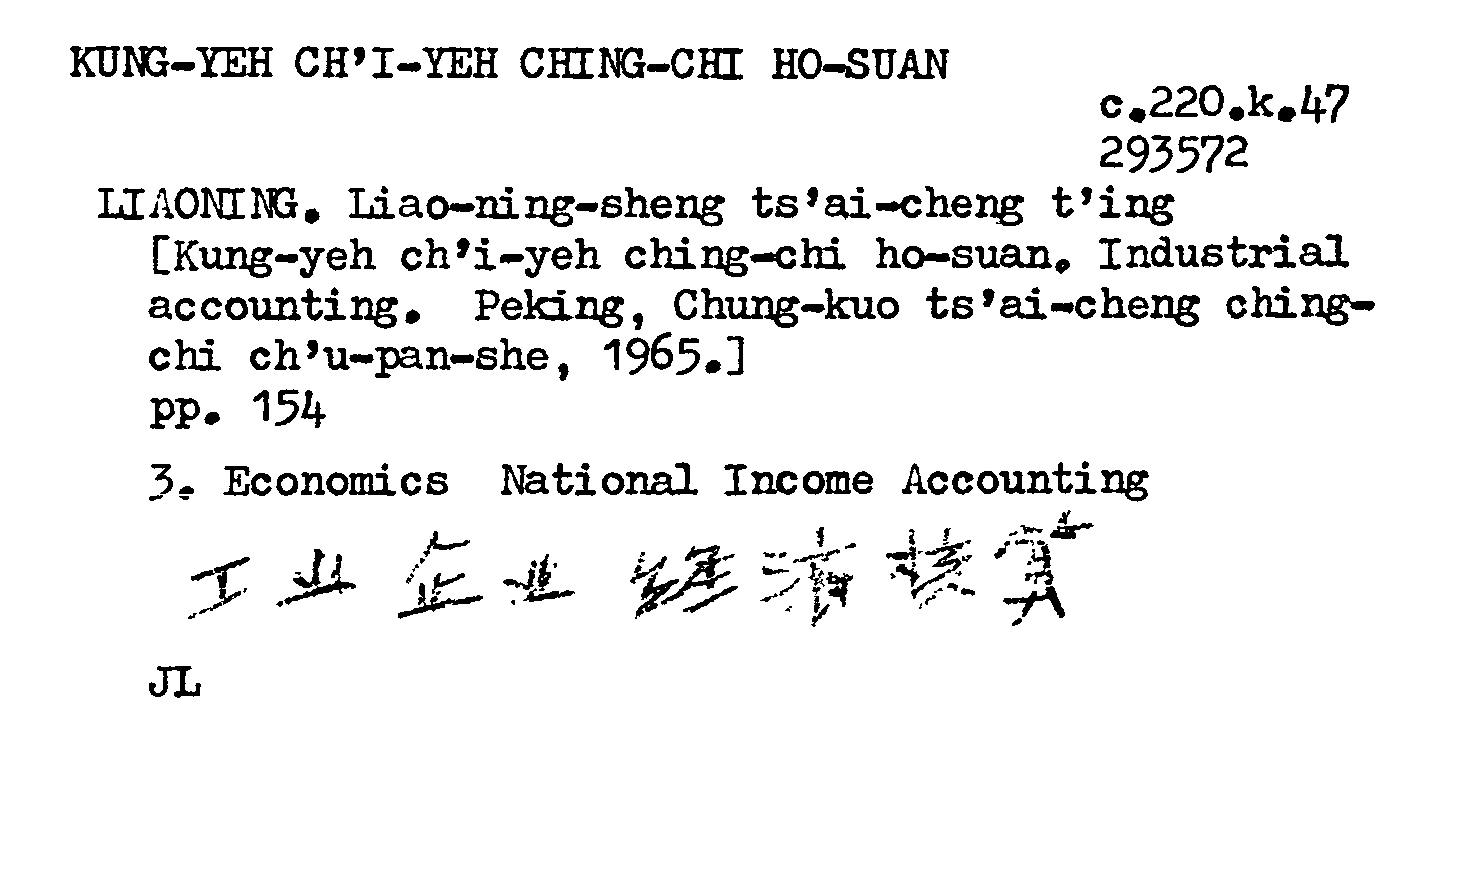 KUNG-YEH CH'I-YEH CHING-CHI HO-SUAN
c.220.k.47
293572
LIAONING. Liao-ning-sheng ts'ai-cheng t'ing
[Kung-yeh ch'i-yeh ching-chi ho-suan. Industrial
accounting. Peking, Chung-kuo ts'ai-cheng ching-
chi ch'u-pan-she, 1965.]
pp. 154
3. Economics National Income Accounting
工业企业经济核算
JL